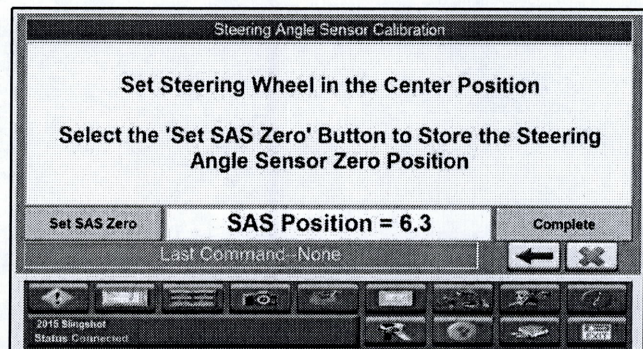 Steering Angle Sensor Calibration
Set Steering Wheel in the Center Position
Select the 'Set SAS Zero' Button to Store the Steering
Angle Sensor Zero Position
Set SAS Zero
SAS Position = 6.3
Complete
Last Command--None
2015 Slingshot
Status Connected
EXIT